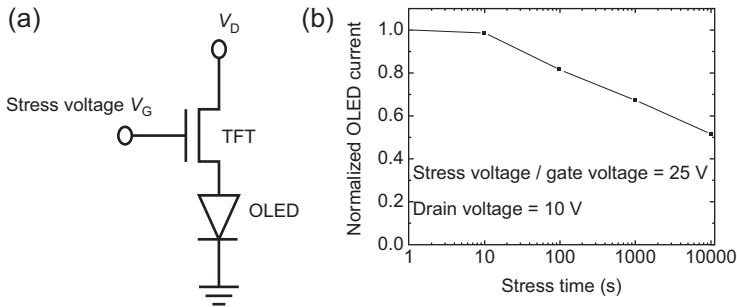 (a)
V_D
Stress voltage V_G
TFT
OLED
(b)
Normalized OLED current
1.0
0.8
0.6
0.4
0.2
0.0
Stress voltage / gate voltage = 25 V
Drain voltage = 10 V
1 10 100 1000 10000
Stress time (s)